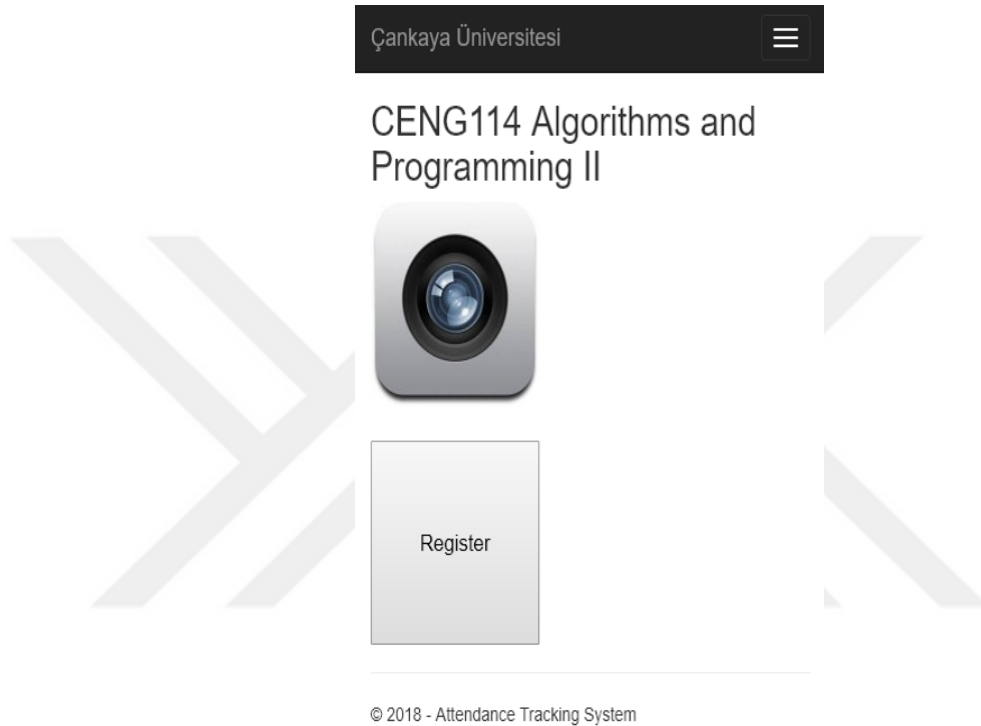 Çankaya Üniversitesi
CENG114 Algorithms and
Programming II
Register
© 2018 - Attendance Tracking System